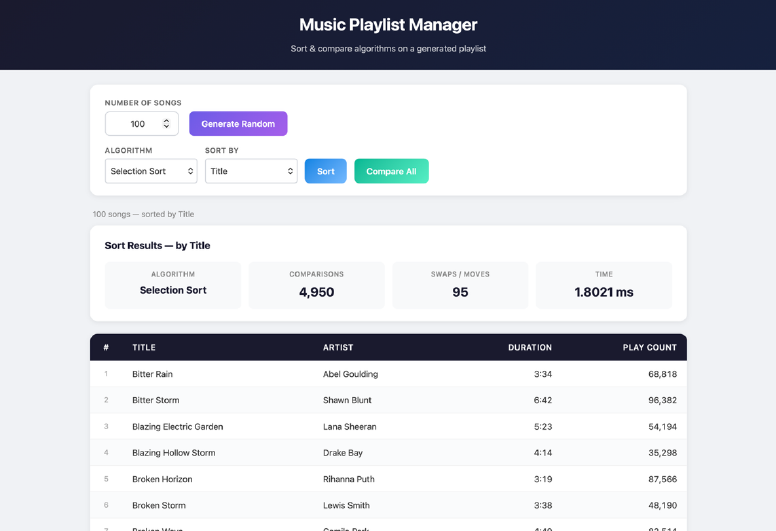 Music Playlist Manager
Sort & compare algorithms on a generated playlist
NUMBER OF SONGS
100 Generate Random
ALGORITHM SORT BY
Selection Sort Title Sort Compare All
100 songs — sorted by Title
Sort Results — by Title
ALGORITHM COMPARISONS SWAPS / MOVES TIME
Selection Sort 4,950 95 1.8021 ms
# TITLE ARTIST DURATION PLAY COUNT
1 Bitter Rain Abel Goulding 3:34 68,818
2 Bitter Storm Shawn Blunt 6:42 96,382
3 Blazing Electric Garden Lana Sheeran 5:23 54,194
4 Blazing Hollow Storm Drake Bay 4:14 35,298
5 Broken Horizon Rihanna Puth 3:19 87,566
6 Broken Storm Lewis Smith 3:38 48,190